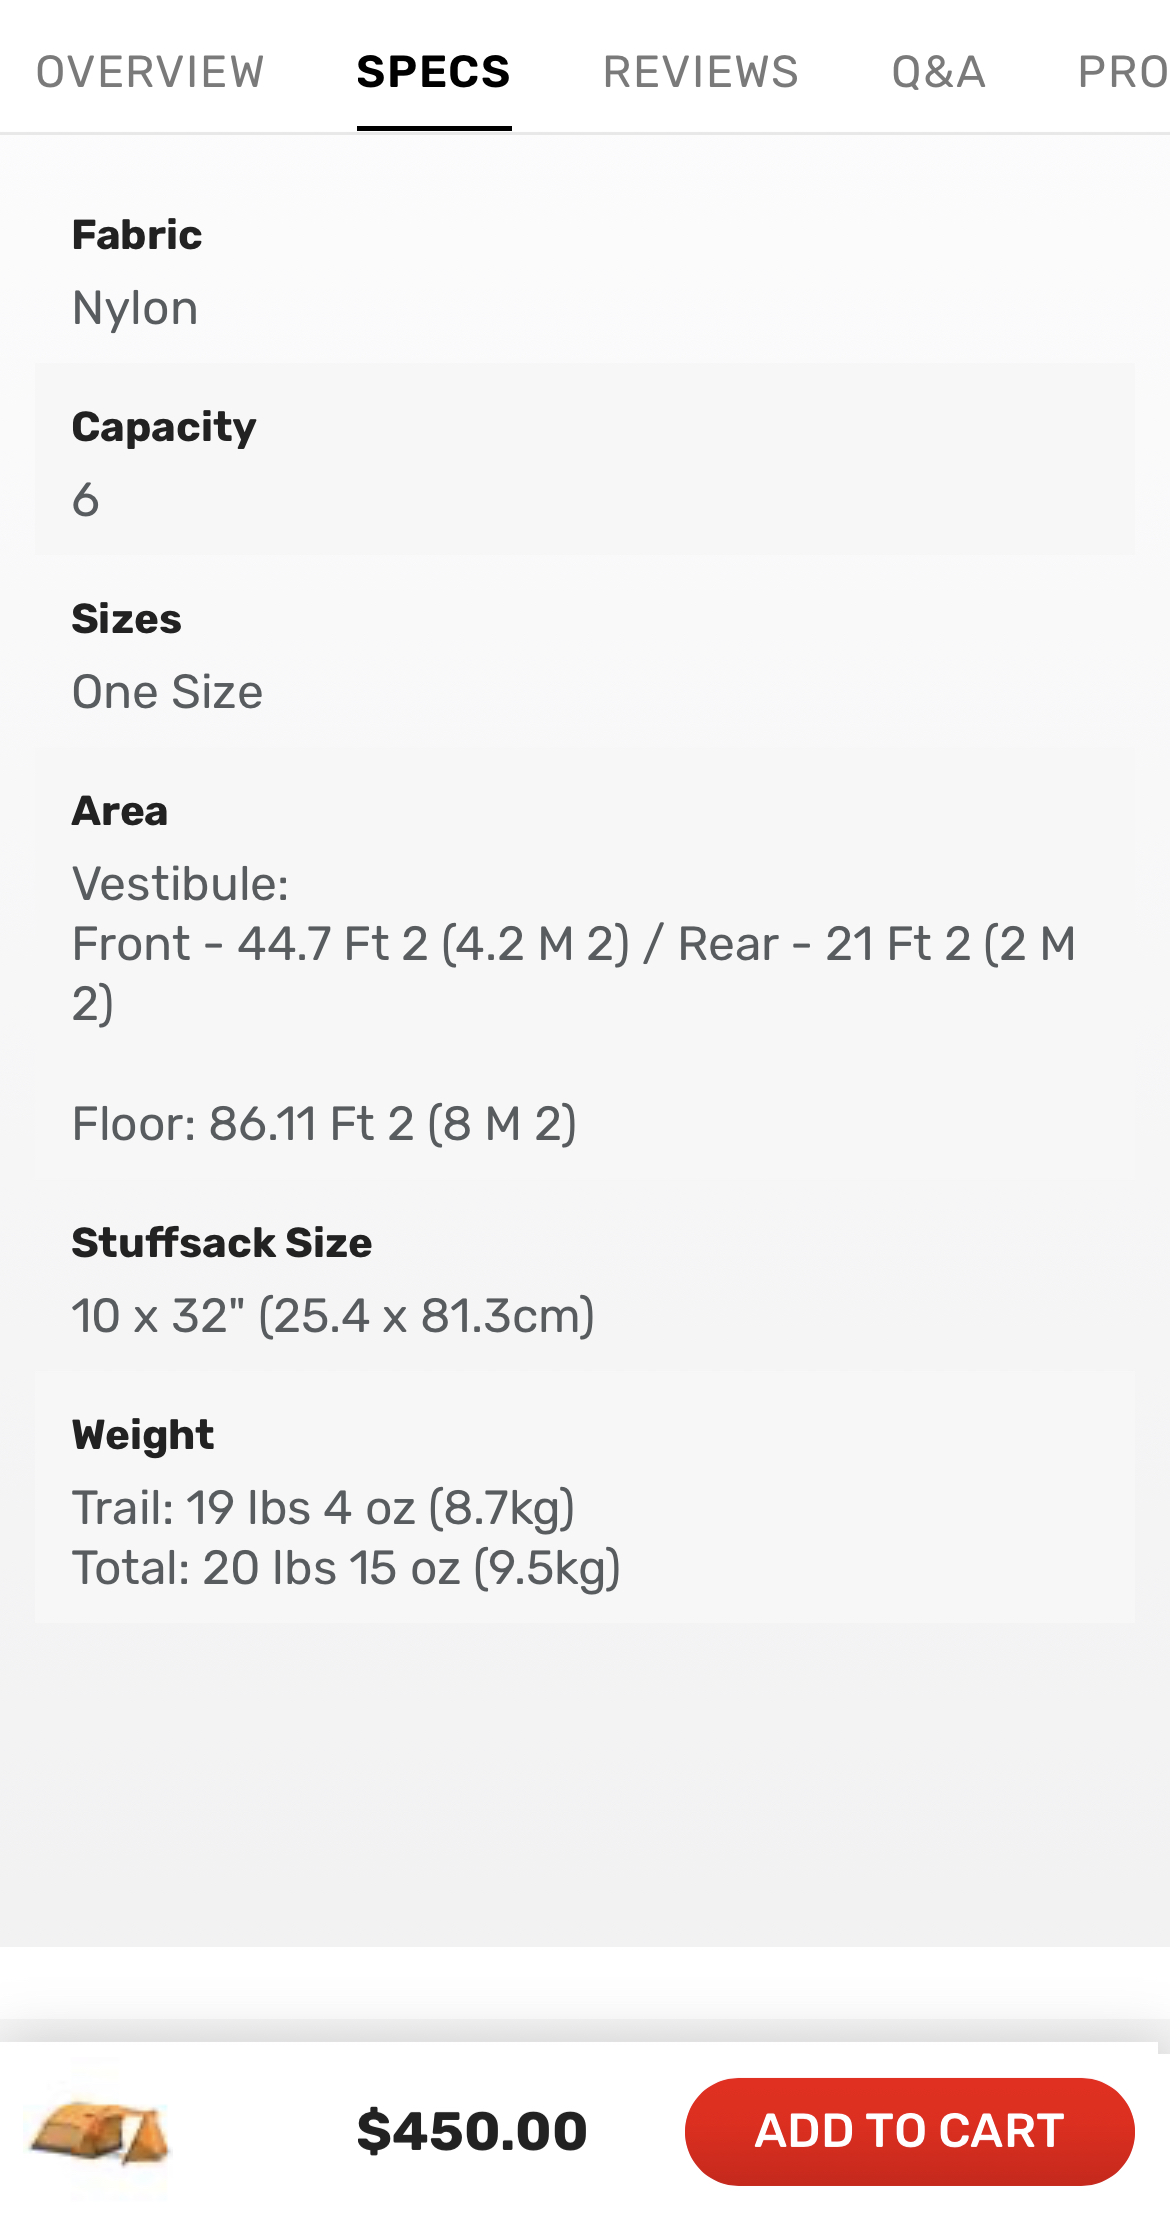 OVERVIEW SPECS REVIEWS Q&A PRO
Fabric
Nylon
Capacity
6
Sizes
One Size
Area
Vestibule:
Front - 44.7 Ft 2 (4.2 M 2) / Rear - 21 Ft 2 (2 M
2)
Floor: 86.11 Ft 2 (8 M 2)
Stuffsack Size
10 x 32" (25.4 x 81.3cm)
Weight
Trail: 19 lbs 4 oz (8.7kg)
Total: 20 lbs 15 oz (9.5kg)
$450.00 ADD TO CART